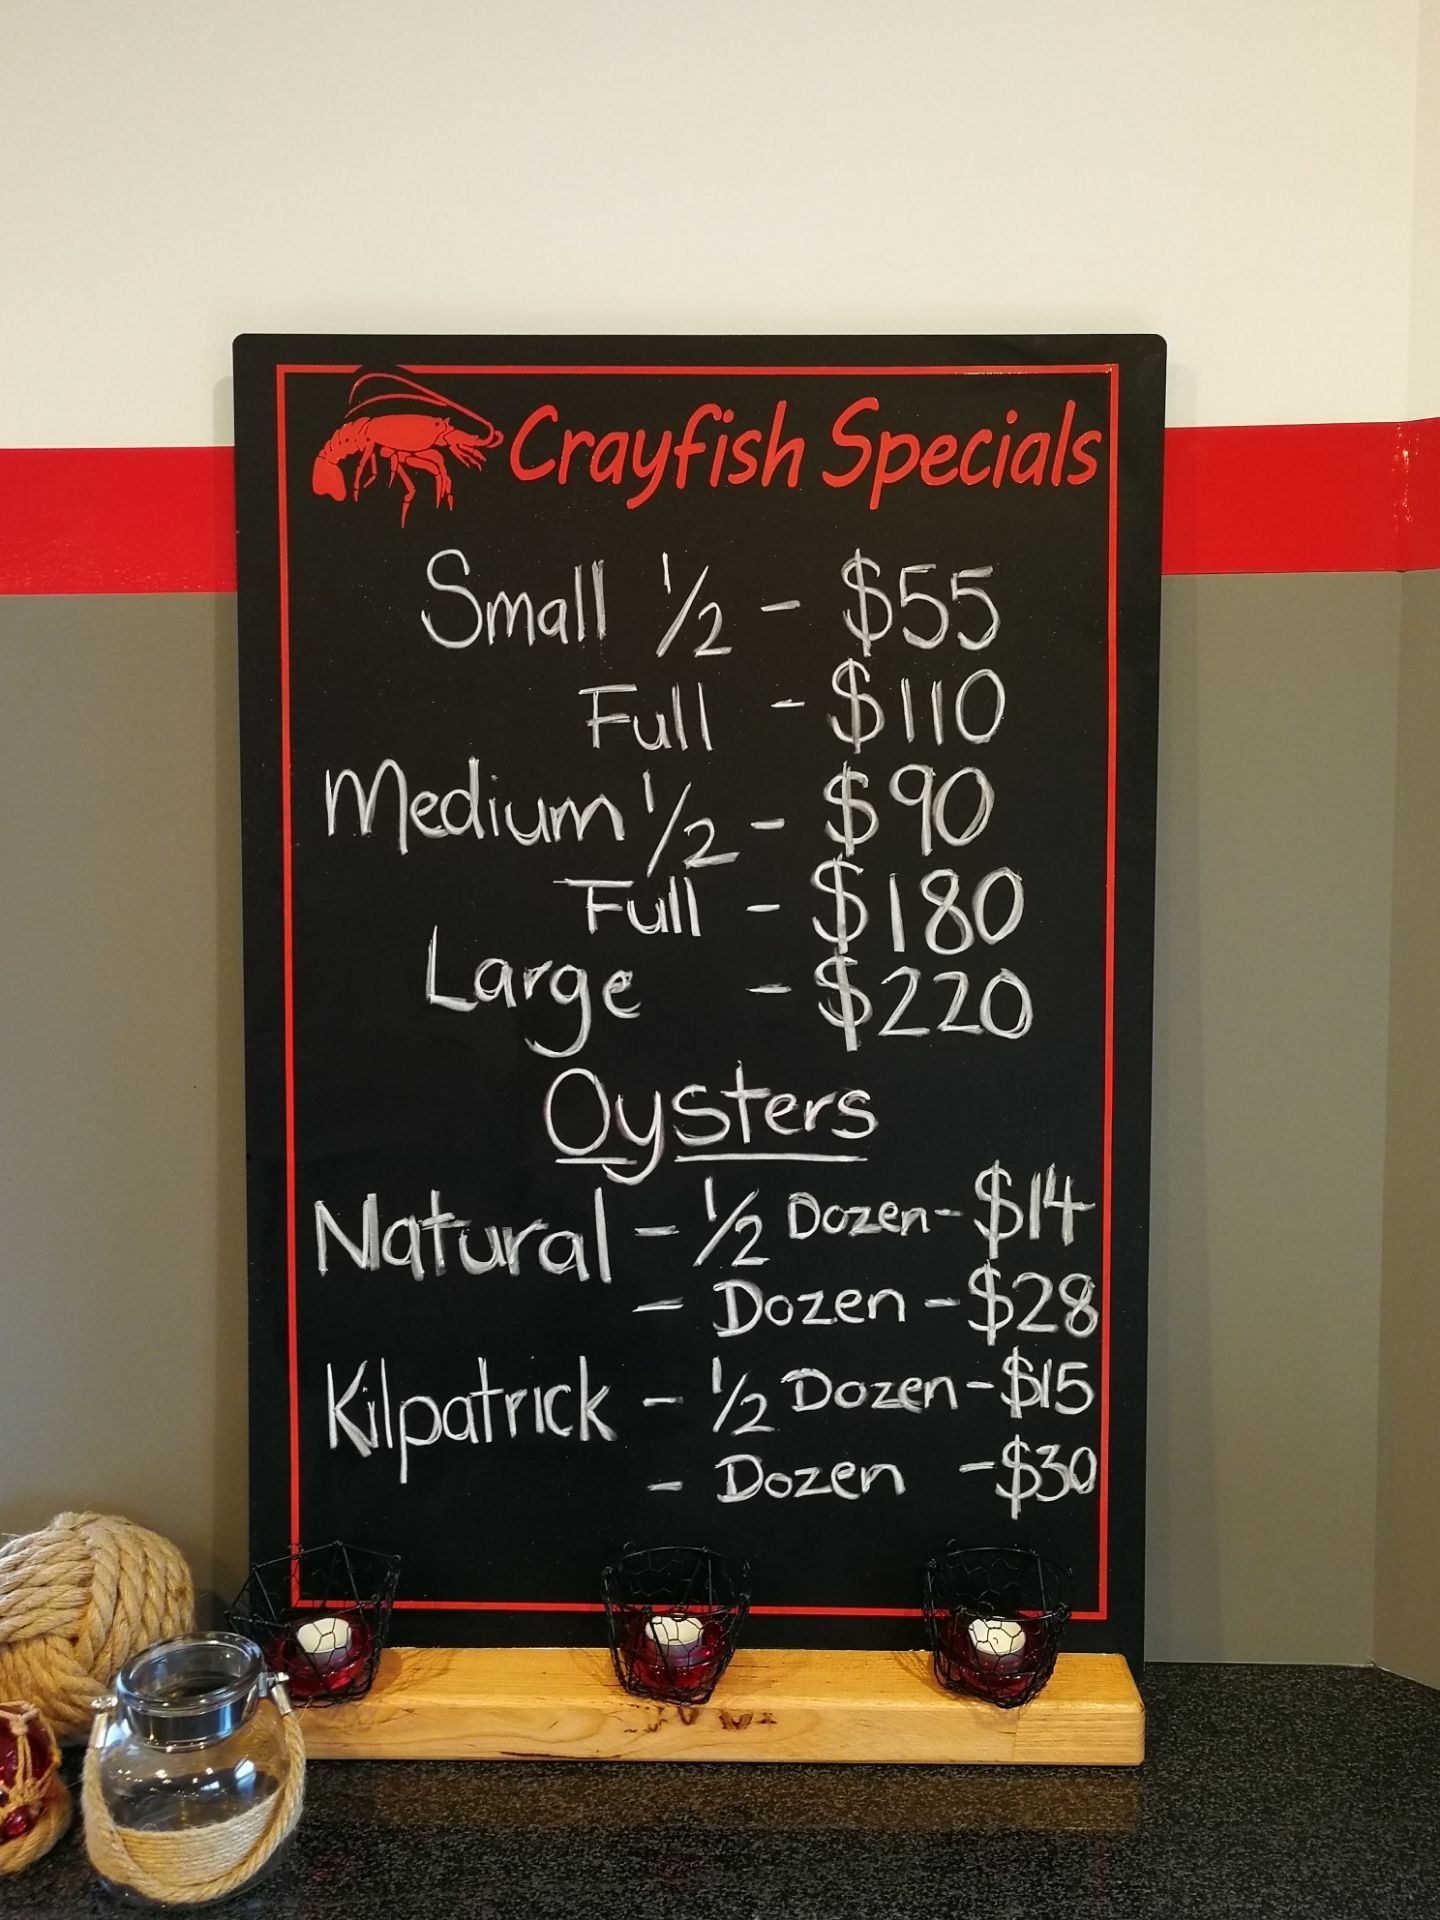 Crayfish Specials
Small 1/2 - $55
Full - $110
Medium 1/2 - $90
Full - $180
Large - $220
Oysters
Natural - 1/2 Dozen - $14
- Dozen - $28
Kilpatrick - 1/2 Dozen - $15
- Dozen - $30